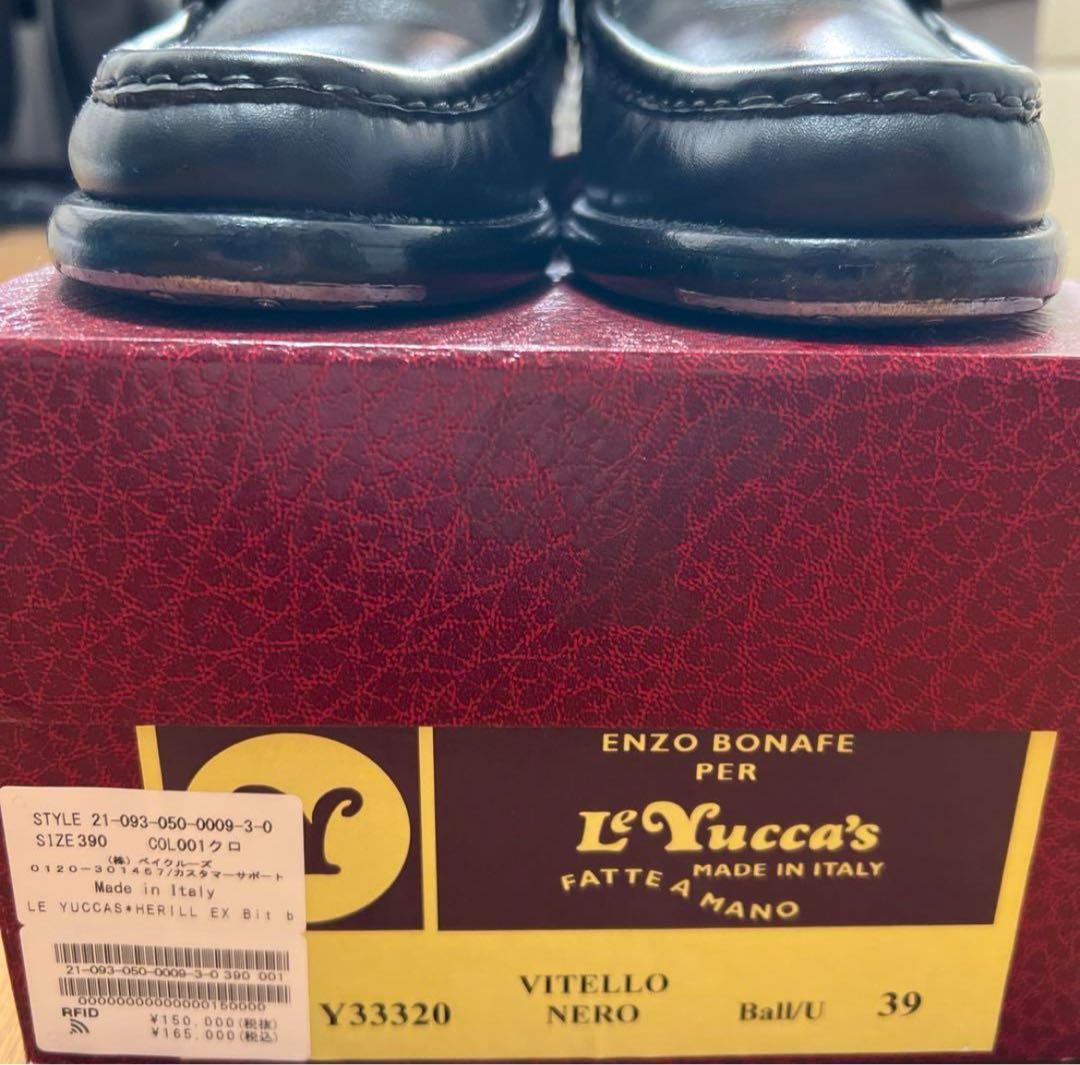 ENZO BONAFE
PER
Le Yucca's
MADE IN ITALY
FATTE A MANO
Y
STYLE 21-093-050-0009-3-0
SIZE390 COL001クロ
(株) ベイクルーズ
0120-301457/カスタマーサポート
Made in Italy
LE YUCCAS*HERILL EX Bit b
21-093-050-0009-3-0 390 001
RFID
¥150,000(税抜)
¥165,000(税込)
Y33320
VITELLO
NERO
Ball/U
39